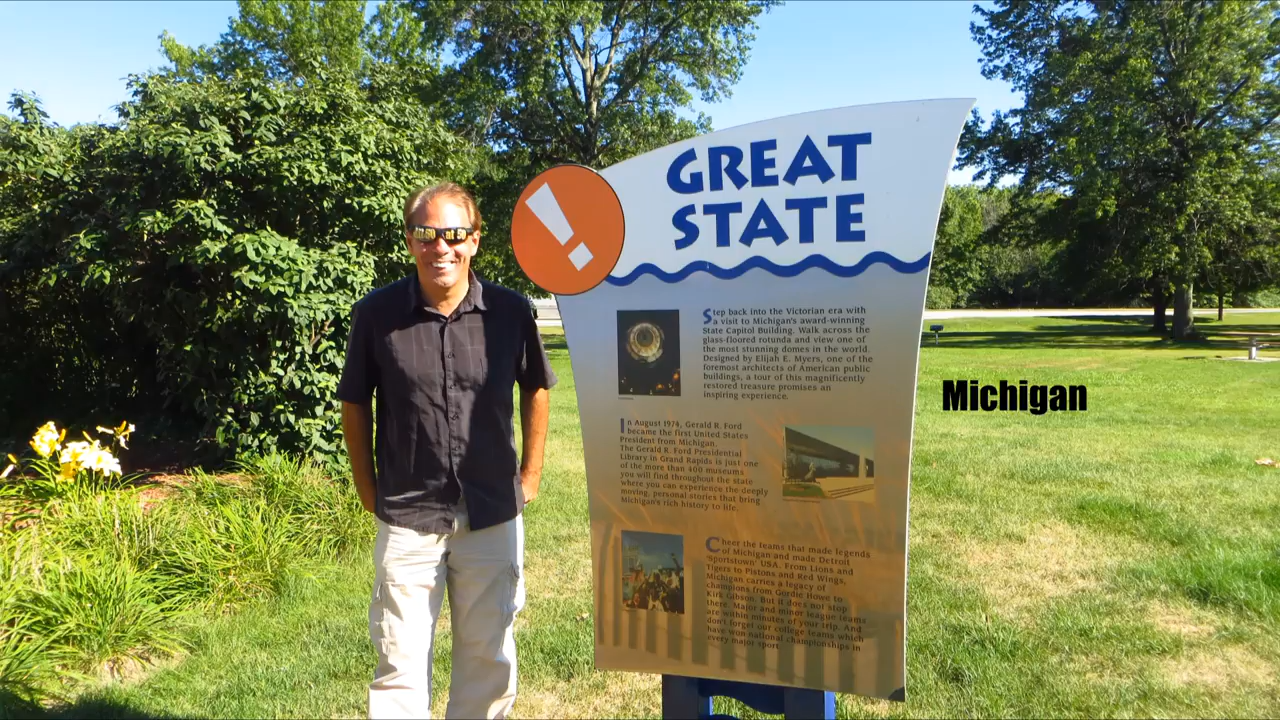 GREAT
STATE
Step back into the Victorian era with
a visit to Michigan's award-winning
State Capitol Building. Walk across the
glass-floored rotunda and view one of
the most stunning domes in the world.
Designed by Elijah E. Myers, one of the
foremost architects of American public
buildings, a tour of this magnificently
restored treasure promises an
inspiring experience.
In August 1974, Gerald R. Ford
became the first United States
President from Michigan.
The Gerald R. Ford Presidential
Library in Grand Rapids is just one
of the more than 400 museums
you will find throughout the state
where you can experience the deeply
moving, personal stories that bring
Michigan's rich history to life.
Cheer the teams that made legends
of Michigan and made Detroit
'Sportstown' USA. From Lions and
Tigers to Pistons and Red Wings,
Michigan carries a legacy of
champions from Gordie Howe to
Kirk Gibson. But it does not stop
there. Major and minor league teams
are within minutes of your trip. And
don't forget our college teams which
have won national championships in
every major sport.
Michigan